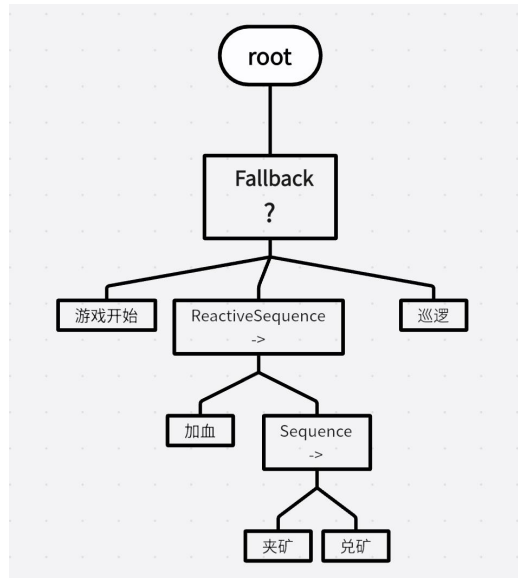 root
Fallback
?
游戏开始
ReactiveSequence
->
巡逻
加血
Sequence
->
夹矿
兑矿